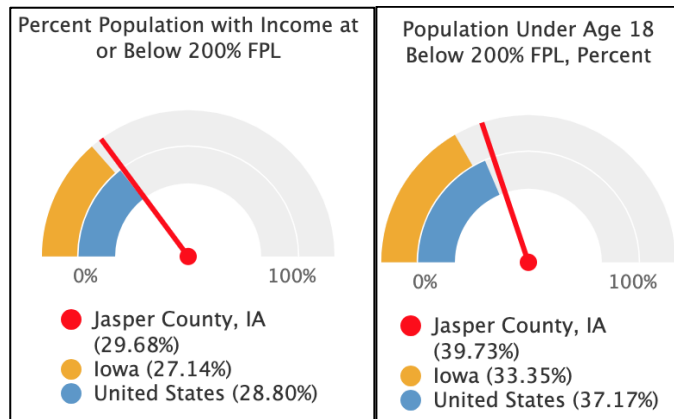 Percent Population with Income at
or Below 200% FPL
0%
100%
Jasper County, IA
(29.68%)
Iowa (27.14%)
United States (28.80%)
Population Under Age 18
Below 200% FPL, Percent
0%
100%
Jasper County, IA
(39.73%)
Iowa (33.35%)
United States (37.17%)